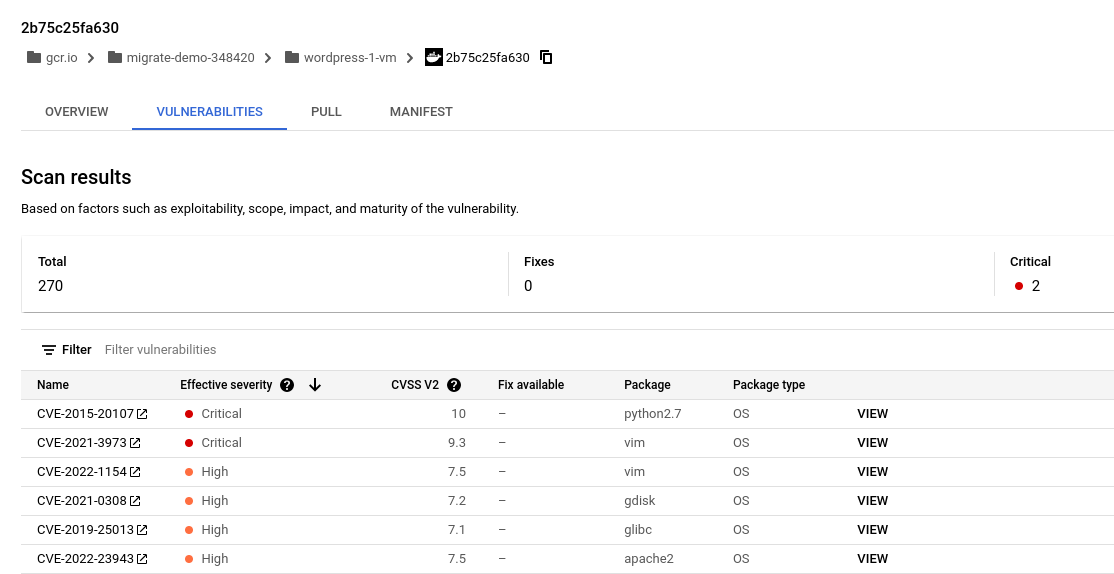 2b75c25fa630
gcr.io migrate-demo-348420 wordpress-1-vm 2b75c25fa630
OVERVIEW VULNERABILITIES PULL MANIFEST
Scan results
Based on factors such as exploitability, scope, impact, and maturity of the vulnerability.
Total Fixes Critical
270 0 2
Filter Filter vulnerabilities
Name Effective severity CVSS V2 Fix available Package Package type
CVE-2015-20107 Critical 10 – python2.7 OS VIEW
CVE-2021-3973 Critical 9.3 – vim OS VIEW
CVE-2022-1154 High 7.5 – vim OS VIEW
CVE-2021-0308 High 7.2 – gdisk OS VIEW
CVE-2019-25013 High 7.1 – glibc OS VIEW
CVE-2022-23943 High 7.5 – apache2 OS VIEW